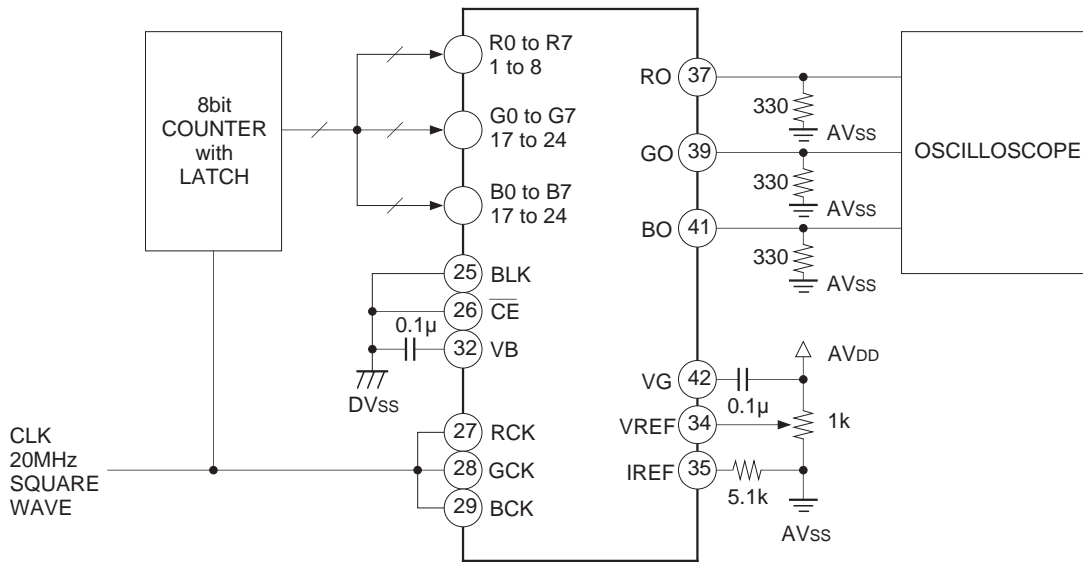 8bit
COUNTER
with
LATCH
R0 to R7
1 to 8
G0 to G7
17 to 24
B0 to B7
17 to 24
25 BLK
26 CE
0.1µ
32 VB
DVss
27 RCK
28 GCK
29 BCK
CLK
20MHz
SQUARE
WAVE
RO 37
330
AVss
GO 39
330
AVss
BO 41
330
AVss
OSCILLOSCOPE
AVDD
VG 42
0.1µ
1k
VREF 34
IREF 35
5.1k
AVss